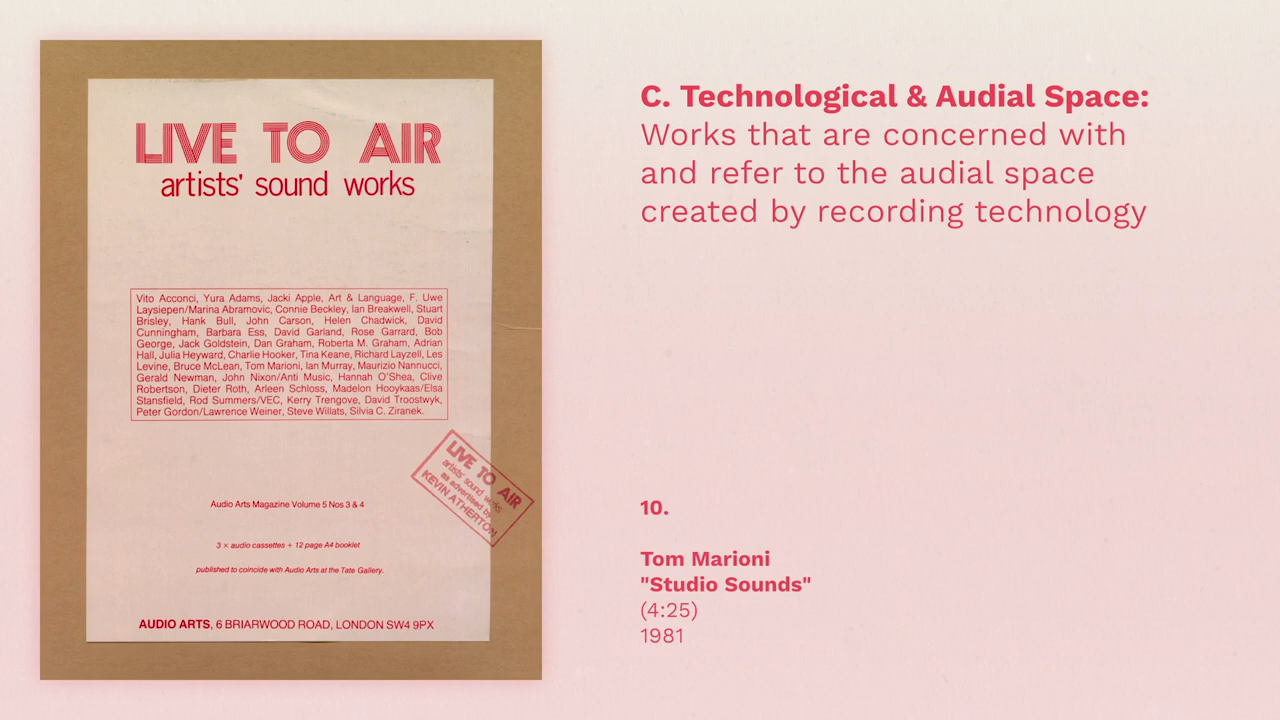 LIVE TO AIR
artists' sound works
Vito Acconci, Yura Adams, Jacki Apple, Art & Language, F. Uwe
Laysiepen/Marina Abramovic, Connie Beckley, Ian Breakwell, Stuart
Brisley, Hank Bull, John Carson, Helen Chadwick, David
Cunningham, Barbara Ess, David Garland, Rose Garrard, Bob
George, Jack Goldstein, Dan Graham, Roberta M. Graham, Adrian
Hall, Julia Heyward, Charlie Hooker, Tina Keane, Richard Layzell, Les
Levine, Bruce McLean, Tom Marioni, Ian Murray, Maurizio Nannucci,
Gerald Newman, John Nixon/Anti Music, Hannah O'Shea, Clive
Robertson, Dieter Roth, Arleen Schloss, Madelon Hooykaas/Elsa
Stansfield, Rod Summers/VEC, Kerry Trengove, David Troostwyk,
Peter Gordon/Lawrence Weiner, Steve Willats, Silvia C. Ziranek.
LIVE TO AIR
artists' sound works
as advertised by
KEVIN ATHERTON
Audio Arts Magazine Volume 5 Nos 3 & 4
3 × audio cassettes + 12 page A4 booklet
published to coincide with Audio Arts at the Tate Gallery.
AUDIO ARTS, 6 BRIARWOOD ROAD, LONDON SW4 9PX
C. Technological & Audial Space:
Works that are concerned with
and refer to the audial space
created by recording technology
10.
Tom Marioni
"Studio Sounds"
(4:25)
1981